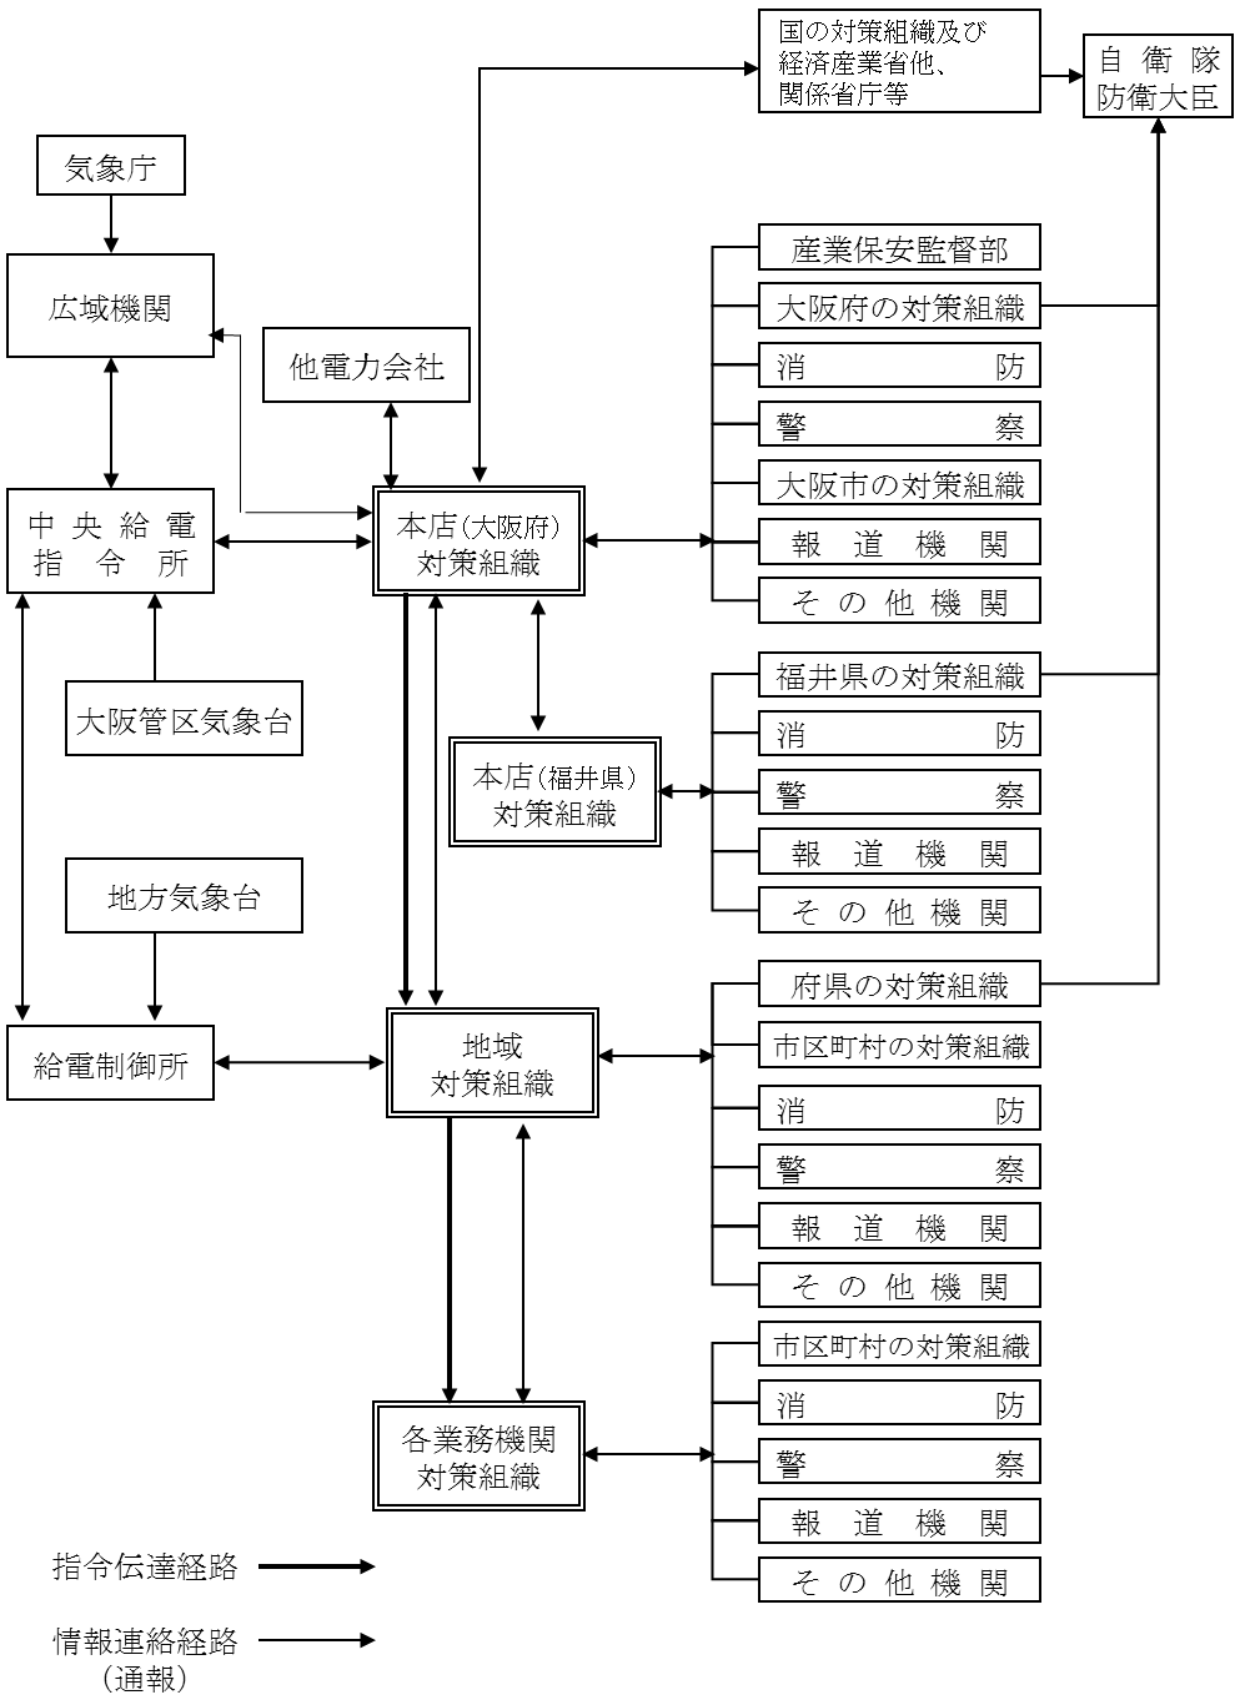 国の対策組織及び
経済産業省他、
関係省庁等
自衛隊
防衛大臣
気象庁
広域機関
他電力会社
中央給電
指令所
本店(大阪府)
対策組織
産業保安監督部
大阪府の対策組織
消防
警察
大阪市の対策組織
報道機関
その他機関
大阪管区気象台
本店(福井県)
対策組織
福井県の対策組織
消防
警察
報道機関
その他機関
地方気象台
給電制御所
地域
対策組織
府県の対策組織
市区町村の対策組織
消防
警察
報道機関
その他機関
各業務機関
対策組織
市区町村の対策組織
消防
警察
報道機関
その他機関
指令伝達経路
情報連絡経路
(通報)